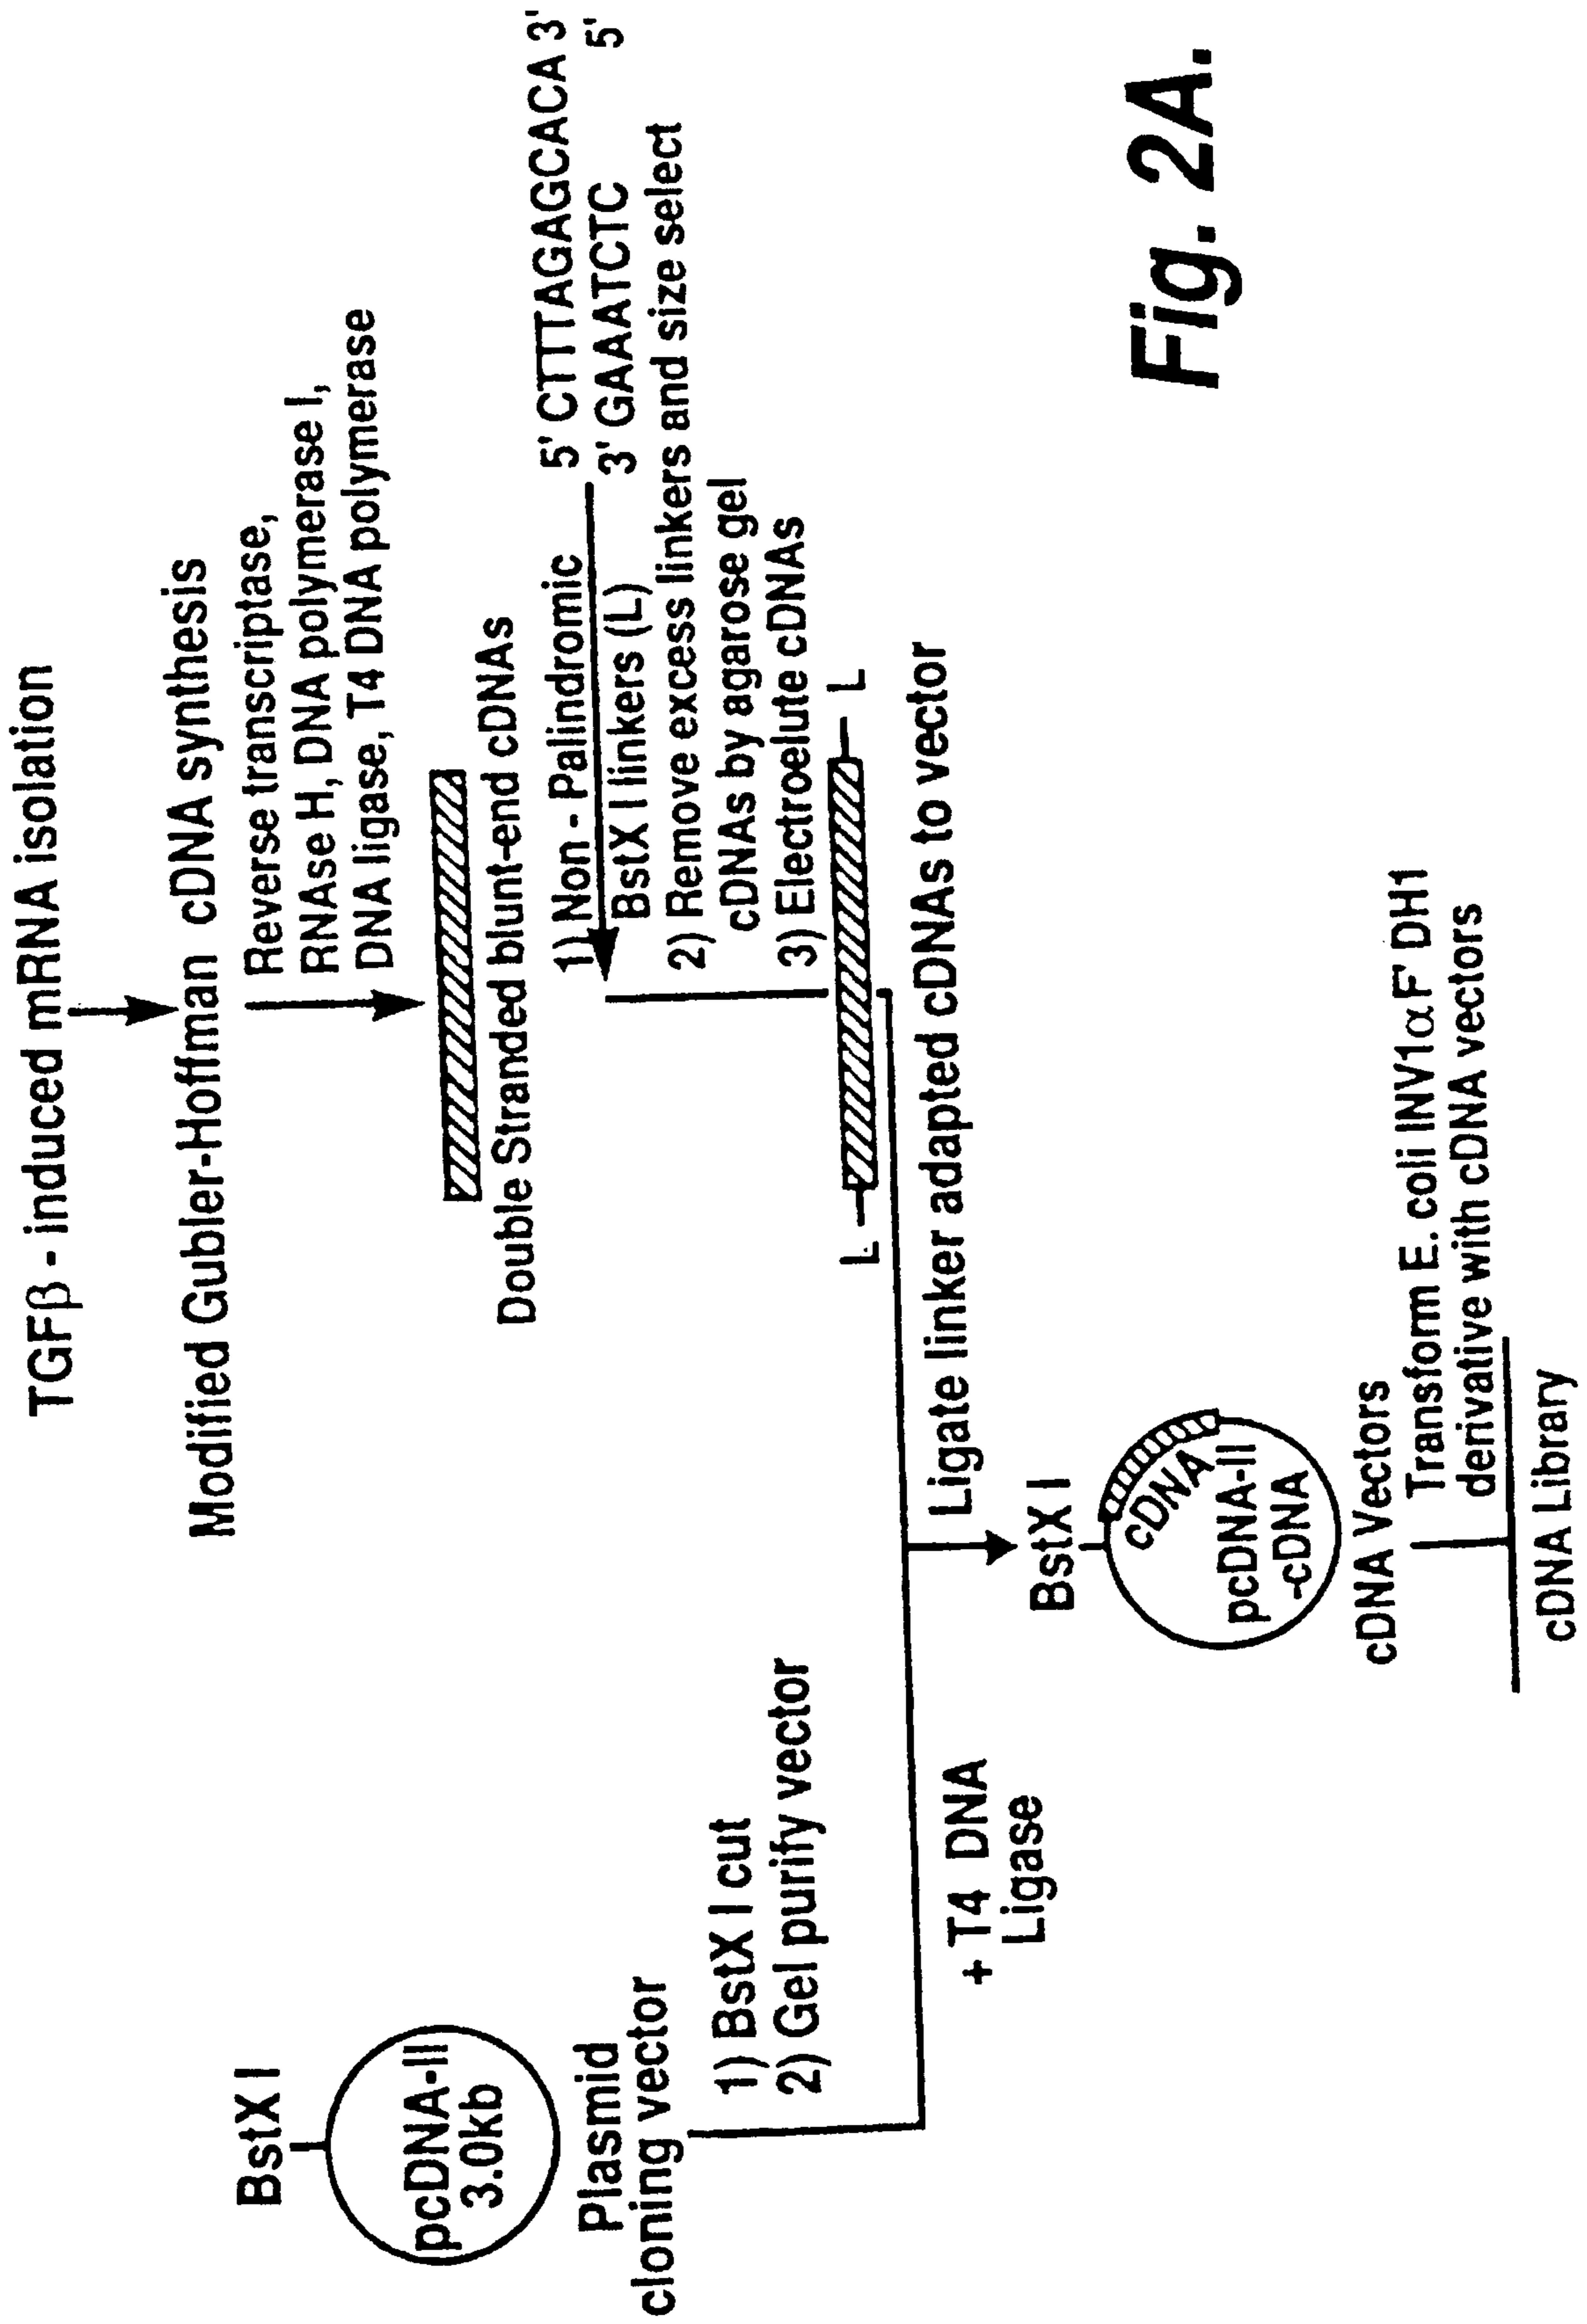 TGFβ - induced mRNA isolation
Modified Gubler-Hoffman cDNA synthesis
Reverse transcriptase,
RNAse H, DNA polymerase I,
DNA ligase, T4 DNA polymerase
Double Stranded blunt-end cDNAs
1) Non - Palindromic
BstX I linkers (L)
5' CTTTAGAGCACA 3'
3' GAAATCTC 5'
2) Remove excess linkers and size select
cDNAs by agarose gel
3) Electroelute cDNAs
L L
BstX I
pcDNA-II
3.0kb
Plasmid
cloning vector
1) BstX I cut
2) Gel purify vector
+ T4 DNA
Ligase
Ligate linker adapted cDNAs to vector
BstX I
cDNA
pcDNA-II
-cDNA
cDNA Vectors
Transform E. coli INV1αF' DH1
derivative with cDNA vectors
cDNA Library
Fig. 2A.